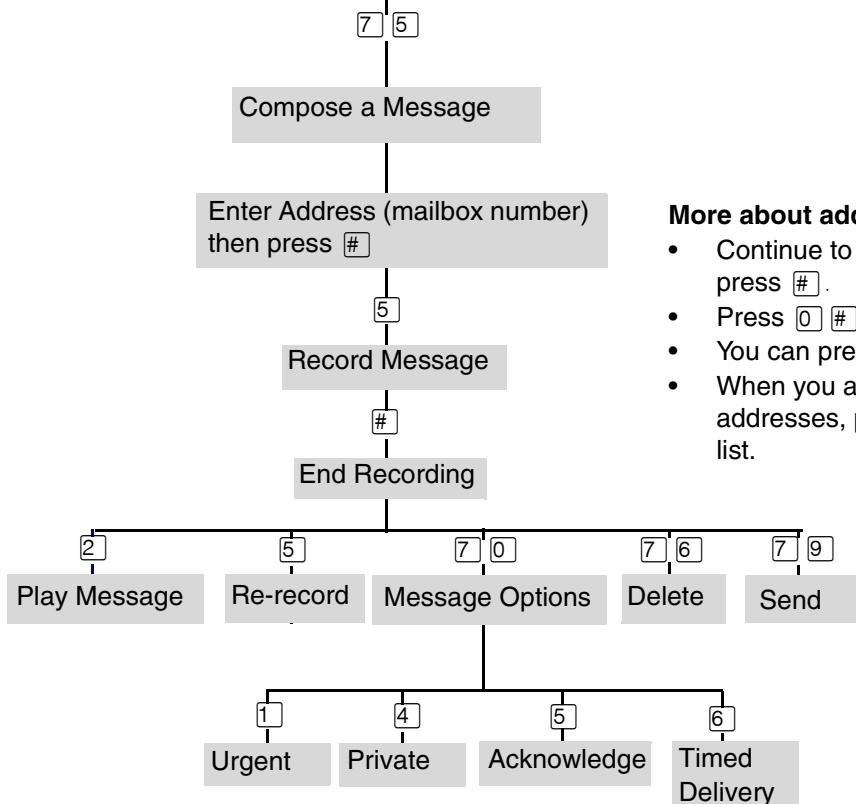 7 5
Compose a Message
Enter Address (mailbox number)
then press #
5
Record Message
#
End Recording
2 5 7 0 7 6 7 9
Play Message Re-record Message Options Delete Send
1 4 5 6
Urgent Private Acknowledge Timed
Delivery
More about
• Continue to
press # .
• Press 0 #
• You can
• When you
addresses,
list.